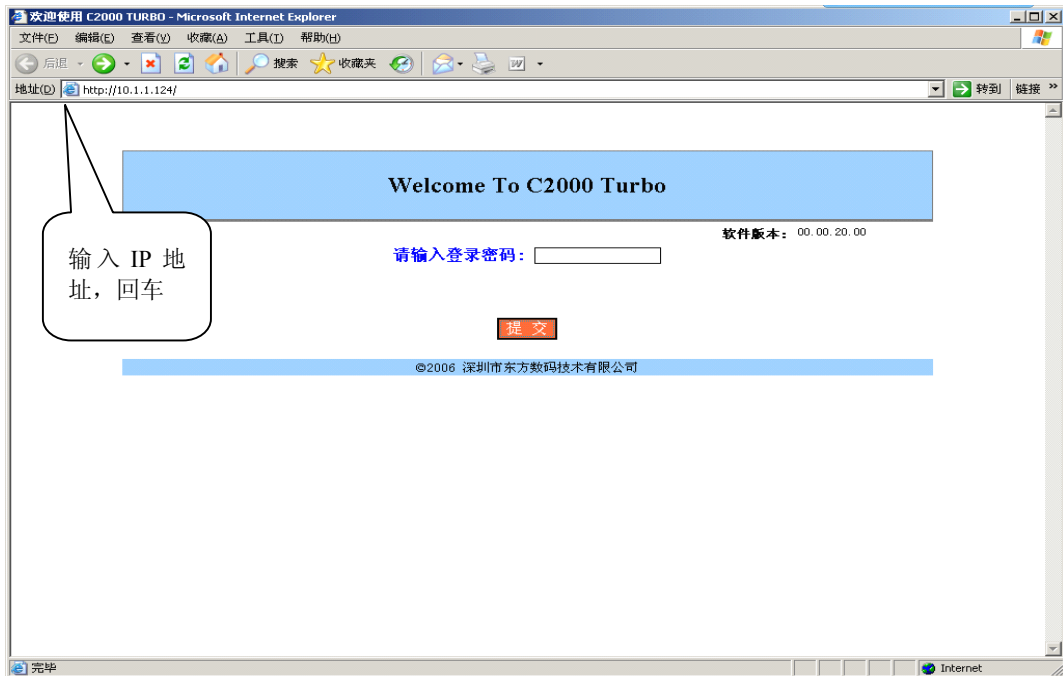 欢迎使用 C2000 TURBO - Microsoft Internet Explorer
文件(F) 编辑(E) 查看(V) 收藏(A) 工具(T) 帮助(H)
后退 搜索 收藏夹
地址(D) http://10.1.1.124/ 转到 链接 »
Welcome To C2000 Turbo
软件版本： 00.00.20.00
请输入登录密码：
输入 IP 地
址，回车
提 交
©2006 深圳市东方数码技术有限公司
完毕 Internet